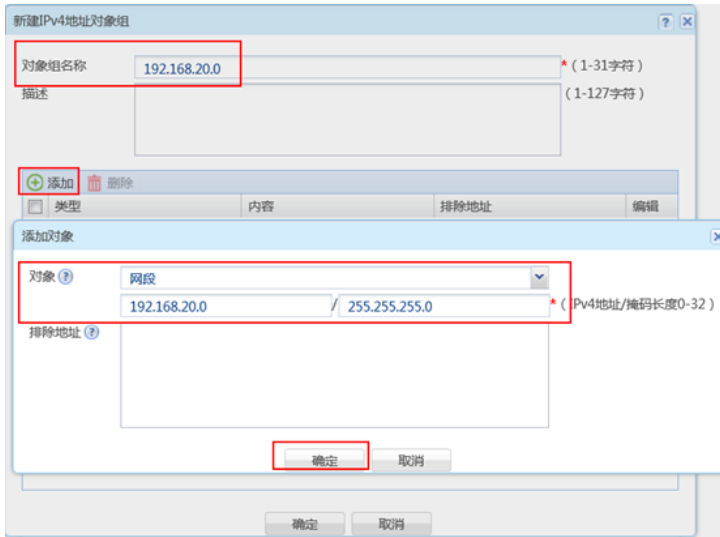 新建IPv4地址对象组
对象组名称 192.168.20.0 * (1-31字符)
描述 (1-127字符)
添加 删除
类型 内容 排除地址 编辑
添加对象
对象 网段
192.168.20.0 / 255.255.255.0 * (IPv4地址/掩码长度0-32)
排除地址
确定 取消
确定 取消